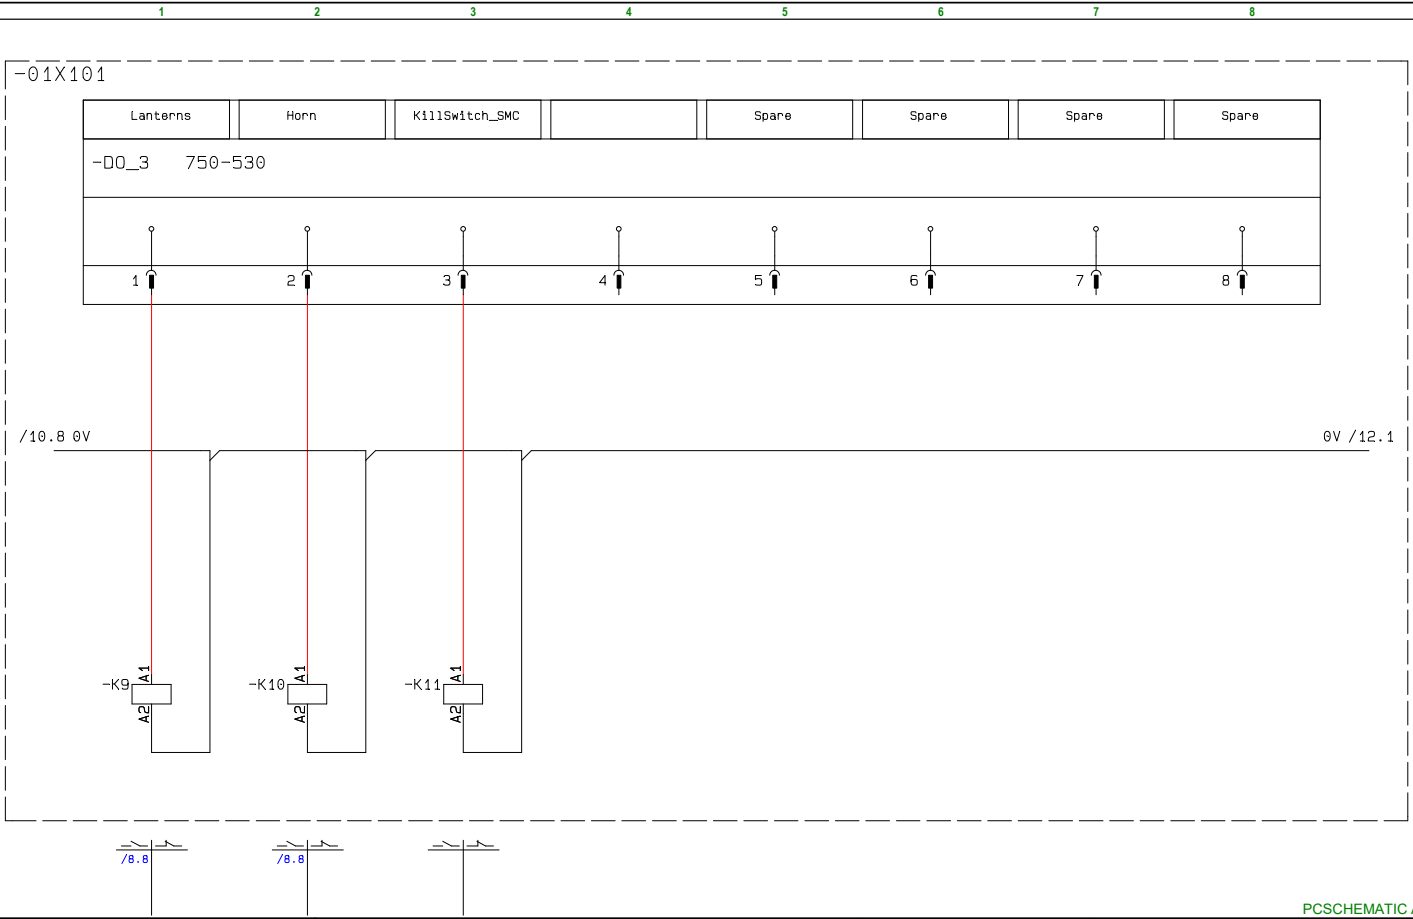 1 2 3 4 5 6 7 8
-01X101
Lanterns Horn KillSwitch_SMC Spare Spare Spare Spare
-DO_3 750-530
1 2 3 4 5 6 7 8
/10.8 0V 0V /12.1
-K9 A1 -K10 A1 -K11 A1
A2 A2 A2
/8.8 /8.8
PCSCHEMATIC